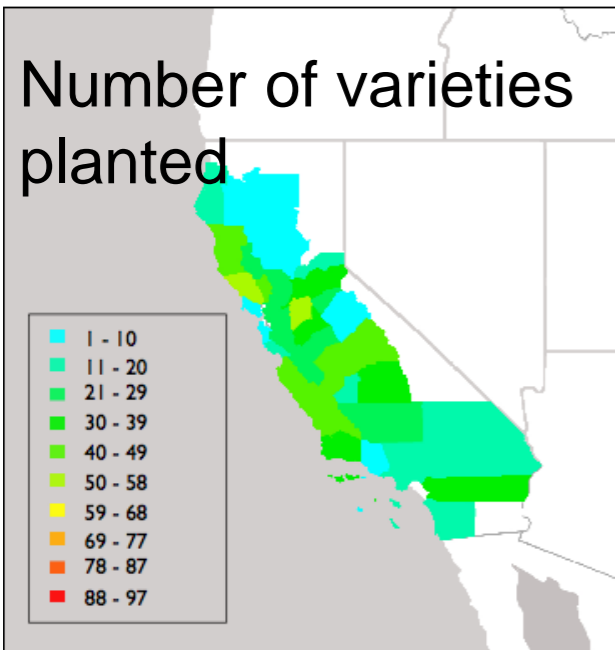 Number of varieties
planted
1 - 10
11 - 20
21 - 29
30 - 39
40 - 49
50 - 58
59 - 68
69 - 77
78 - 87
88 - 97